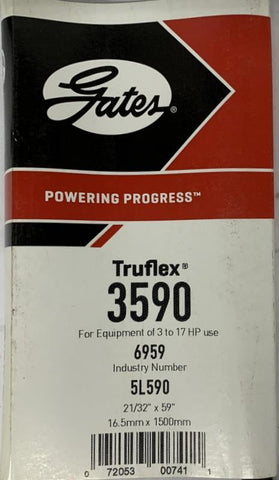 Gates®
POWERING PROGRESS™
Truflex®
3590
For Equipment of 3 to 17 HP use
6959
Industry Number
5L590
21/32" x 59"
16.5mm x 1500mm
0 72053 00741 1